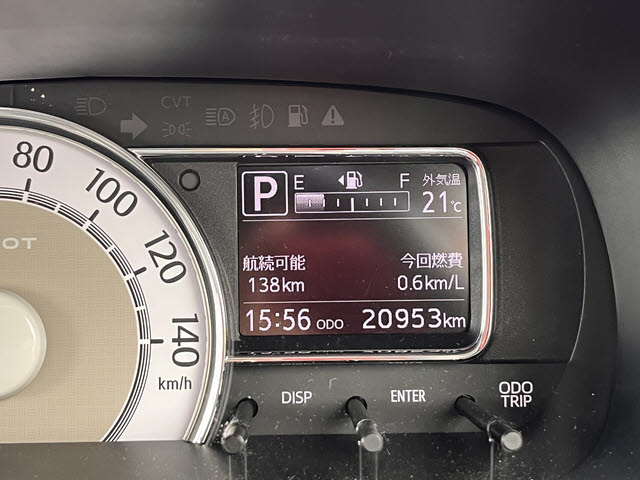 CVT
80
100
120
140
km/h
OT
P
E F
外気温
21℃
航続可能 今回燃費
138km 0.6km/L
15:56 ODO 20953km
DISP ENTER ODO TRIP